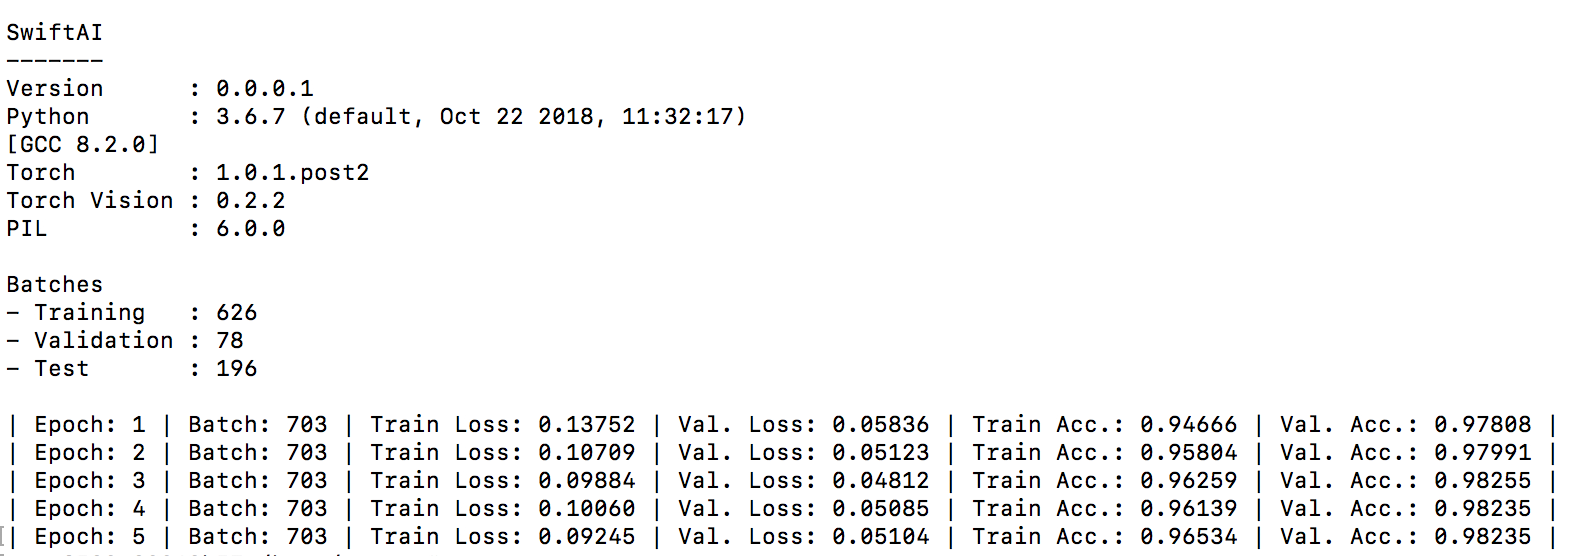 SwiftAI
-------
Version : 0.0.0.1
Python : 3.6.7 (default, Oct 22 2018, 11:32:17)
[GCC 8.2.0]
Torch : 1.0.1.post2
Torch Vision : 0.2.2
PIL : 6.0.0
Batches
- Training : 626
- Validation : 78
- Test : 196
| Epoch: 1 | Batch: 703 | Train Loss: 0.13752 | Val. Loss: 0.05836 | Train Acc.: 0.94666 | Val. Acc.: 0.97808 |
| Epoch: 2 | Batch: 703 | Train Loss: 0.10709 | Val. Loss: 0.05123 | Train Acc.: 0.95804 | Val. Acc.: 0.97991 |
| Epoch: 3 | Batch: 703 | Train Loss: 0.09884 | Val. Loss: 0.04812 | Train Acc.: 0.96259 | Val. Acc.: 0.98255 |
| Epoch: 4 | Batch: 703 | Train Loss: 0.10060 | Val. Loss: 0.05085 | Train Acc.: 0.96139 | Val. Acc.: 0.98235 |
| Epoch: 5 | Batch: 703 | Train Loss: 0.09245 | Val. Loss: 0.05104 | Train Acc.: 0.96534 | Val. Acc.: 0.98235 |